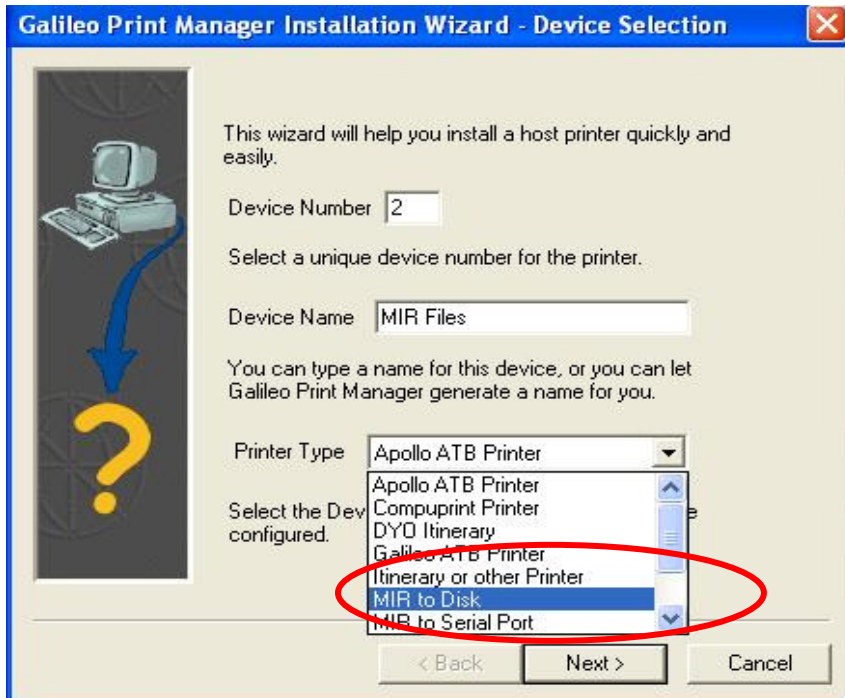 Galileo Print Manager Installation Wizard - Device Selection
This wizard will help you install a host printer quickly and
easily.
Device Number 2
Select a unique device number for the printer.
Device Name MIR Files
You can type a name for this device, or you can let
Galileo Print Manager generate a name for you.
Printer Type Apollo ATB Printer
Apollo ATB Printer
Compuprint Printer
Select the Dev
DYO Itinerary
configured.
Galileo ATB Printer
Itinerary or other Printer
MIR to Disk
MIR to Serial Port
< Back Next > Cancel